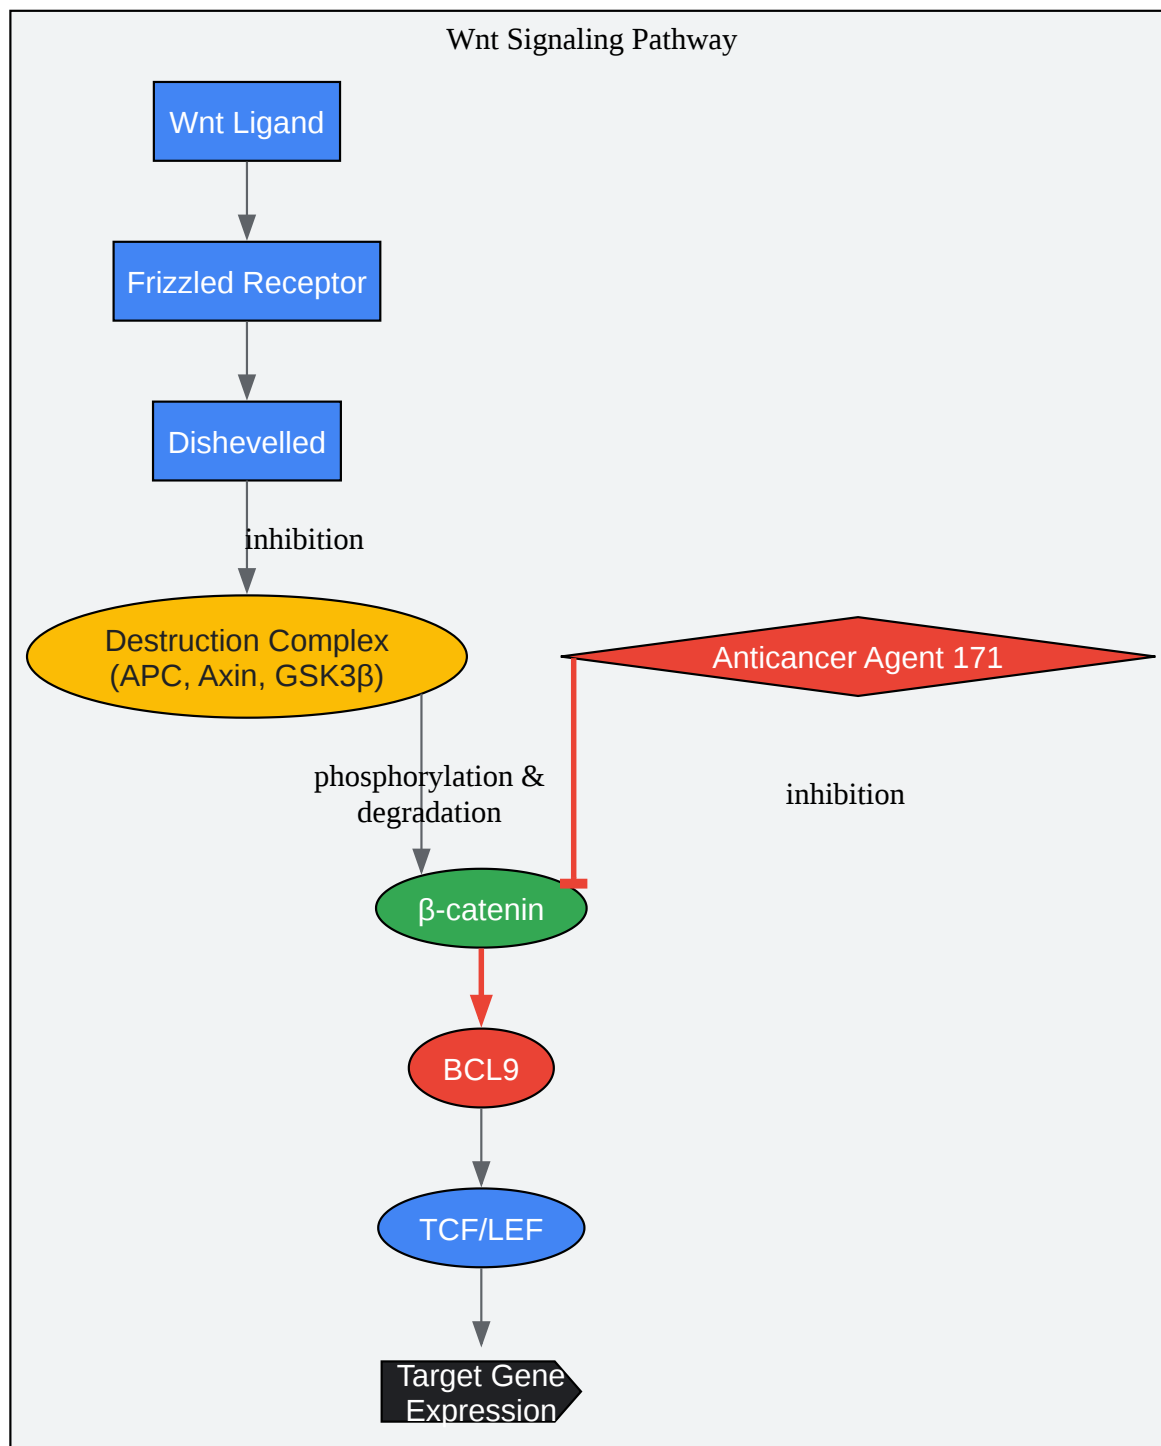 Wnt Signaling Pathway
Wnt Ligand
Frizzled Receptor
Dishevelled
inhibition
Destruction Complex
(APC, Axin, GSK3β)
Anticancer Agent 171
phosphorylation &
degradation
inhibition
β-catenin
BCL9
TCF/LEF
Target Gene
Expression